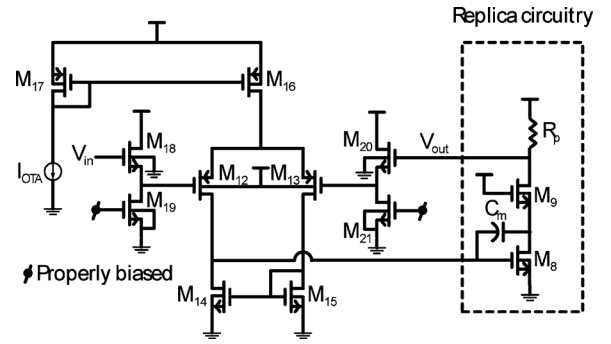 Replica circuitry
M17
M16
Rp
M18
M20
Vout
Vin
IOTA
M12
M13
M9
M19
Cm
M21
M8
Properly biased
M14
M15